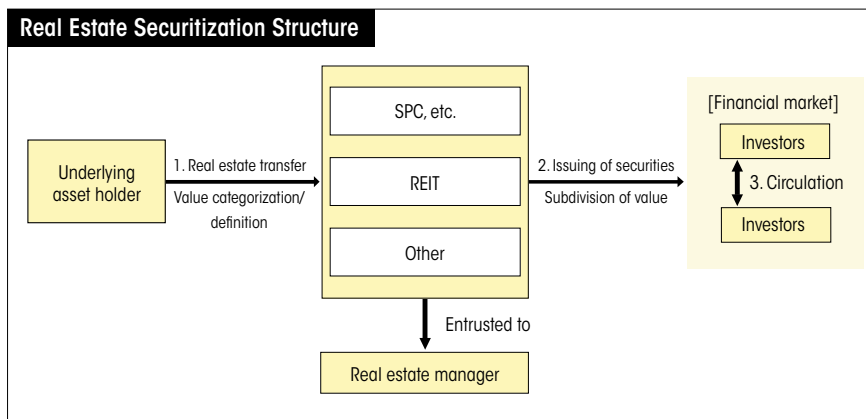 Real Estate Securitization Structure
Underlying
asset holder
1. Real estate transfer
Value categorization/
definition
SPC, etc.
REIT
Other
2. Issuing of securities
Subdivision of value
[Financial market]
Investors
3. Circulation
Investors
Entrusted to
Real estate manager